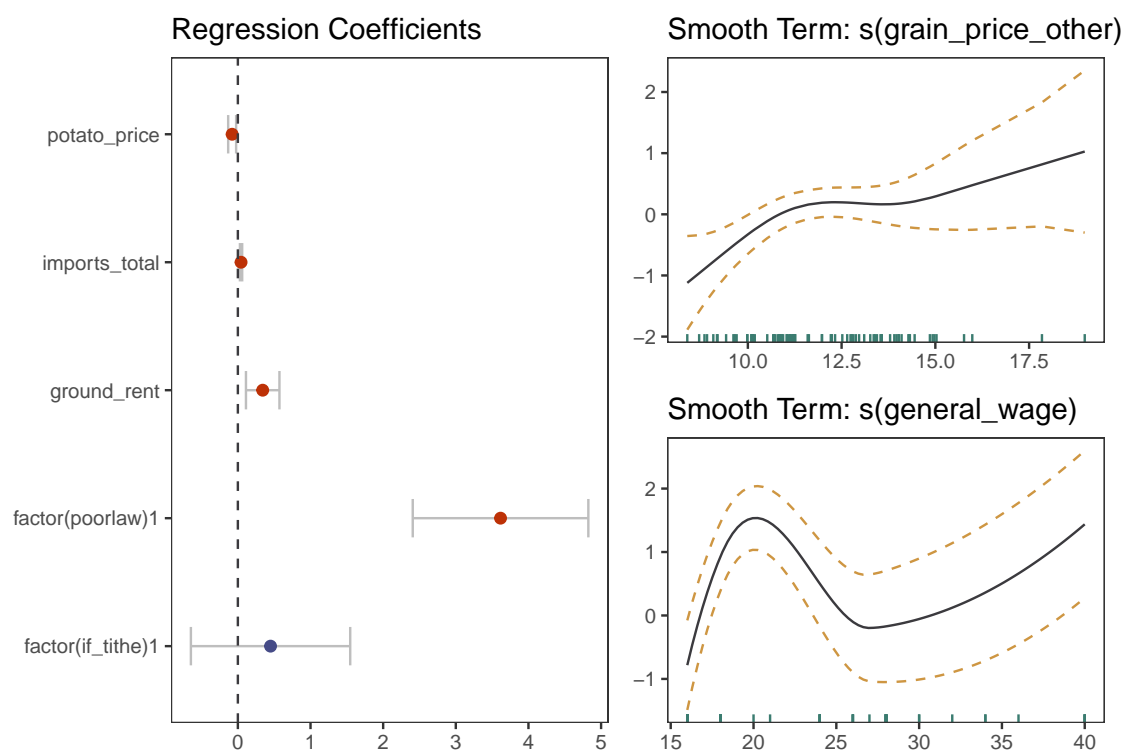 Regression Coefficients
potato_price
imports_total
ground_rent
factor(poorlaw)1
factor(if_tithe)1
0 1 2 3 4 5
Smooth Term: s(grain_price_other)
2
1
0
−1
−2
10.0 12.5 15.0 17.5
Smooth Term: s(general_wage)
2
1
0
−1
15 20 25 30 35 40